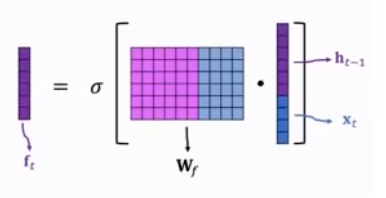 = σ [ · ]
h_{t-1}
x_t
f_t
W_f